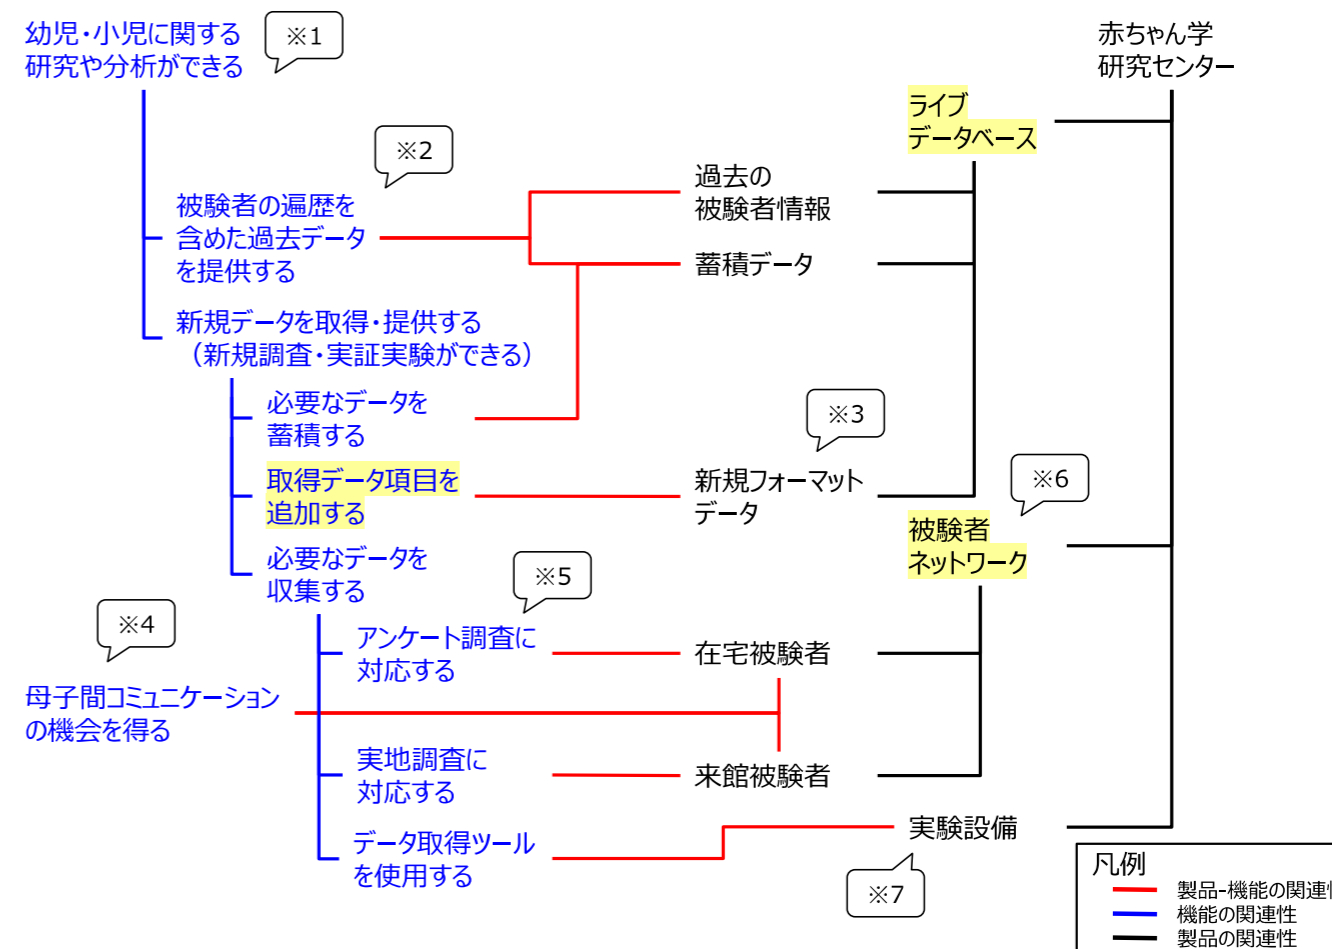 幼児・小児に関する
研究や分析ができる
※1
赤ちゃん学
研究センター
ライブ
データベース
※2
過去の
被験者情報
被験者の遍歴を
含めた過去データ
を提供する
蓄積データ
新規データを取得・提供する
（新規調査・実証実験ができる）
必要なデータを
蓄積する
※3
取得データ項目を
追加する
新規フォーマット
データ
※6
被験者
ネットワーク
必要なデータを
収集する
※5
※4
アンケート調査に
対応する
在宅被験者
母子間コミュニケーション
の機会を得る
実地調査に
対応する
来館被験者
実験設備
データ取得ツール
を使用する
※7
凡例
製品-機能の関連性
機能の関連性
製品の関連性